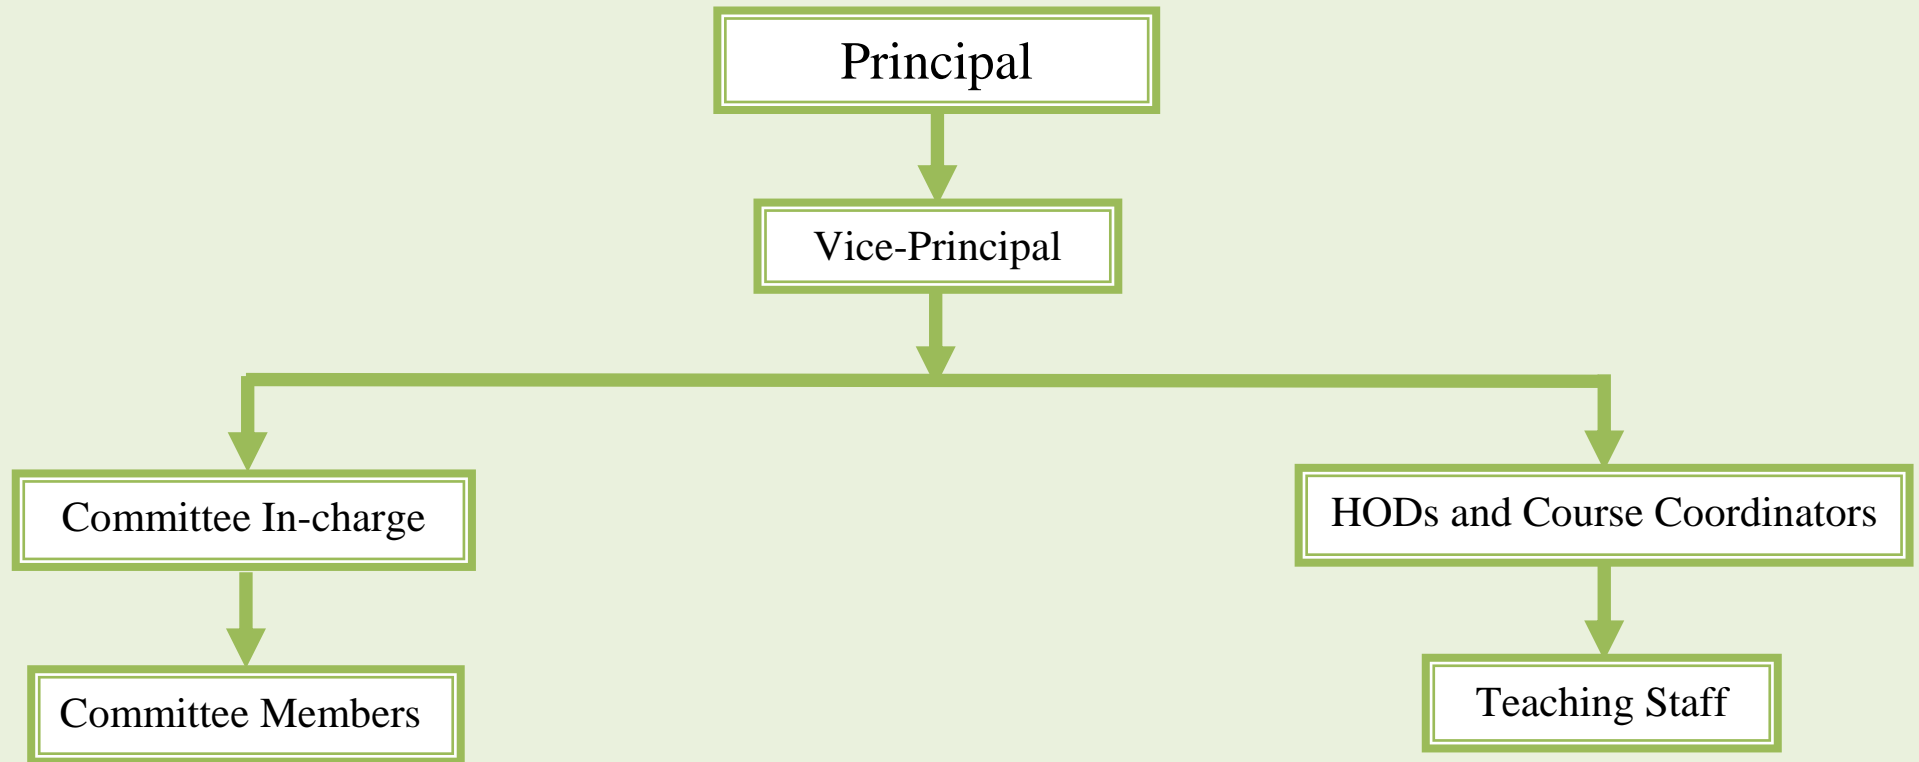 Principal
Vice-Principal
Committee In-charge
HODs and Course Coordinators
Committee Members
Teaching Staff